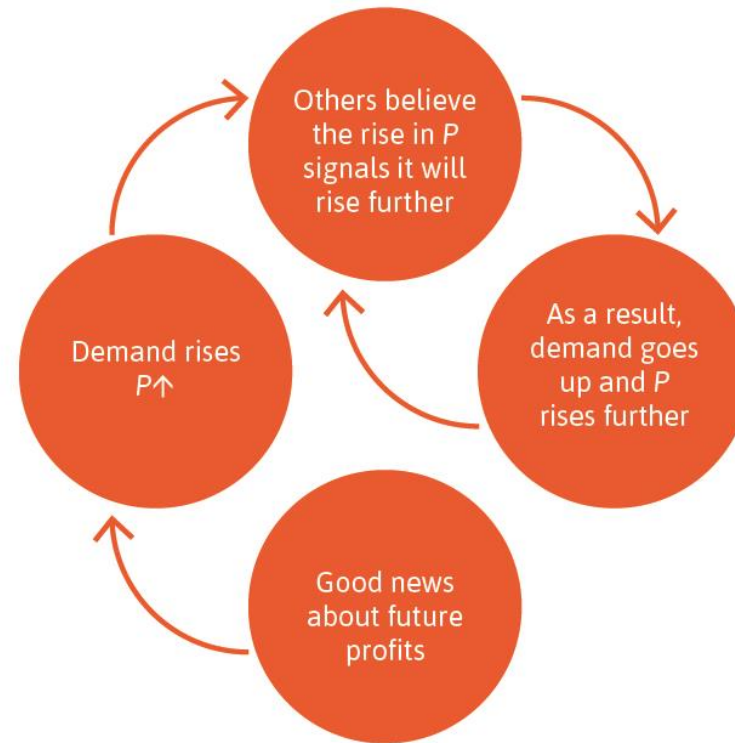 Others believe
the rise in P
signals it will
rise further
Demand rises
P↑
As a result,
demand goes
up and P
rises further
Good news
about future
profits